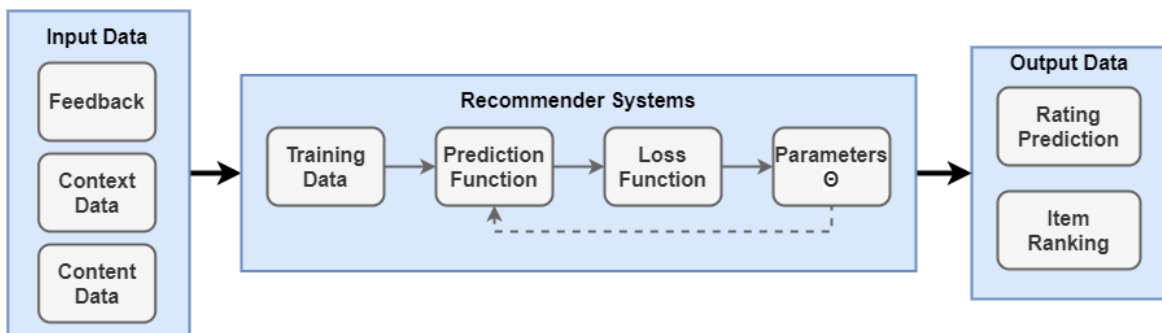 Input Data
Feedback
Context
Data
Content
Data
Recommender Systems
Training
Data
Prediction
Function
Loss
Function
Parameters
Θ
Output Data
Rating
Prediction
Item
Ranking